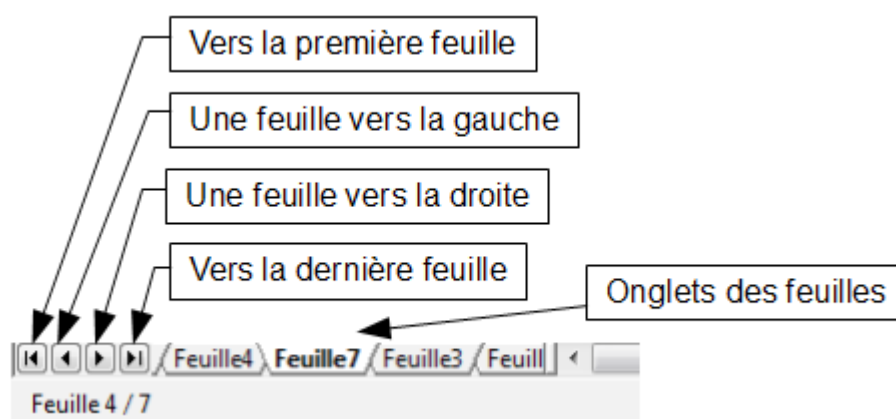 Vers la première feuille
Une feuille vers la gauche
Une feuille vers la droite
Vers la dernière feuille
Onglets des feuilles
Feuille4 Feuille7 Feuille3 Feuill
Feuille 4 / 7